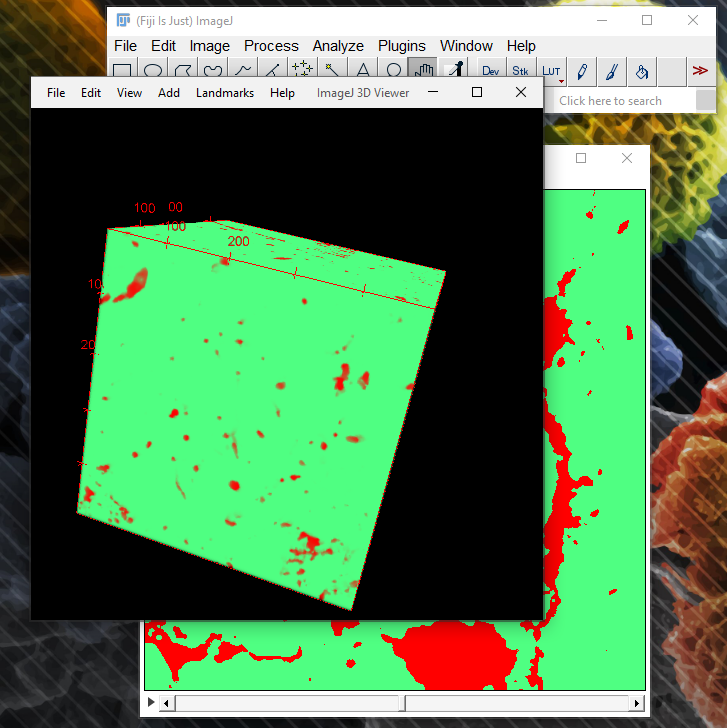 (Fiji Is Just) ImageJ
File Edit Image Process Analyze Plugins Window Help
A Dev Stk LUT >>
File Edit View Add Landmarks Help ImageJ 3D Viewer
Click here to search
100 00
100
200
10
20